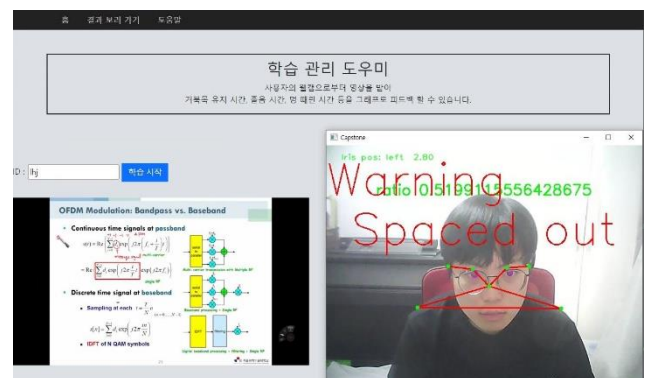 홈 결과 보러 가기 도움말
학습 관리 도우미
사용자의 웹캠으로부터 영상을 받아
거북목 유지 시간, 졸음 시간, 멍 때린 시간 등을 그래프로 피드백 할 수 있습니다.
ID : lhj 학습 시작
OFDM Modulation: Bandpass vs. Baseband
Continuous time signals at passband
Discrete time signal at baseband
Sampling at each
IDFT of N QAM symbols
Capstone
Iris pos: left 2.80
Warning
ratio 0.5199115556428675
Spaced out